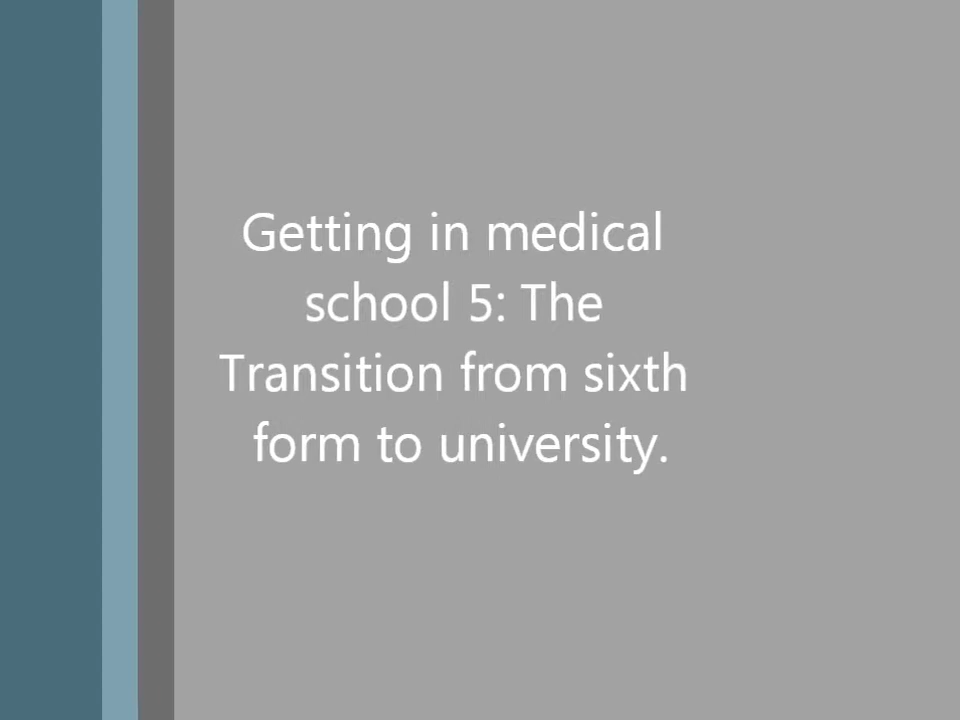 Getting in medical
school 5: The
Transition from sixth
form to university.